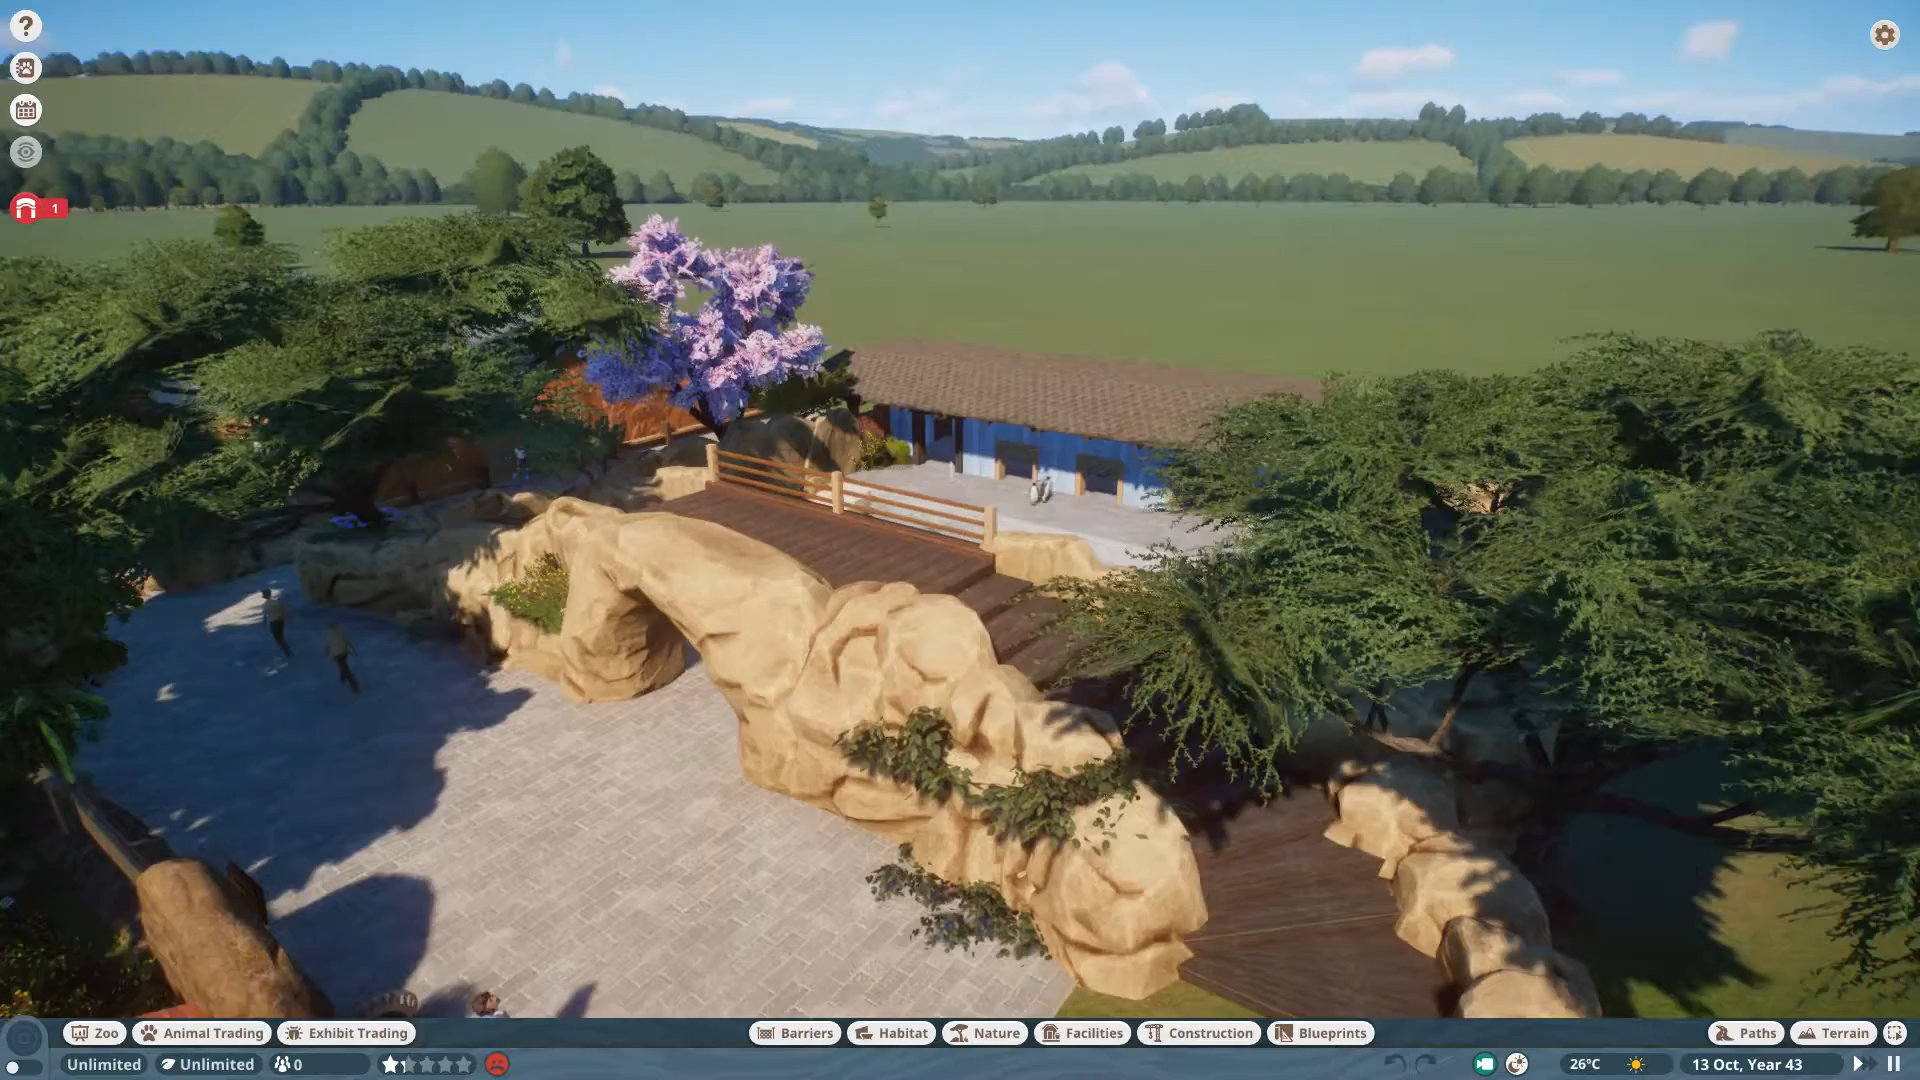 ?
1
Zoo Animal Trading Exhibit Trading Barriers Habitat Nature Facilities Construction Blueprints Paths Terrain
Unlimited Unlimited 0 26°C 13 Oct, Year 43